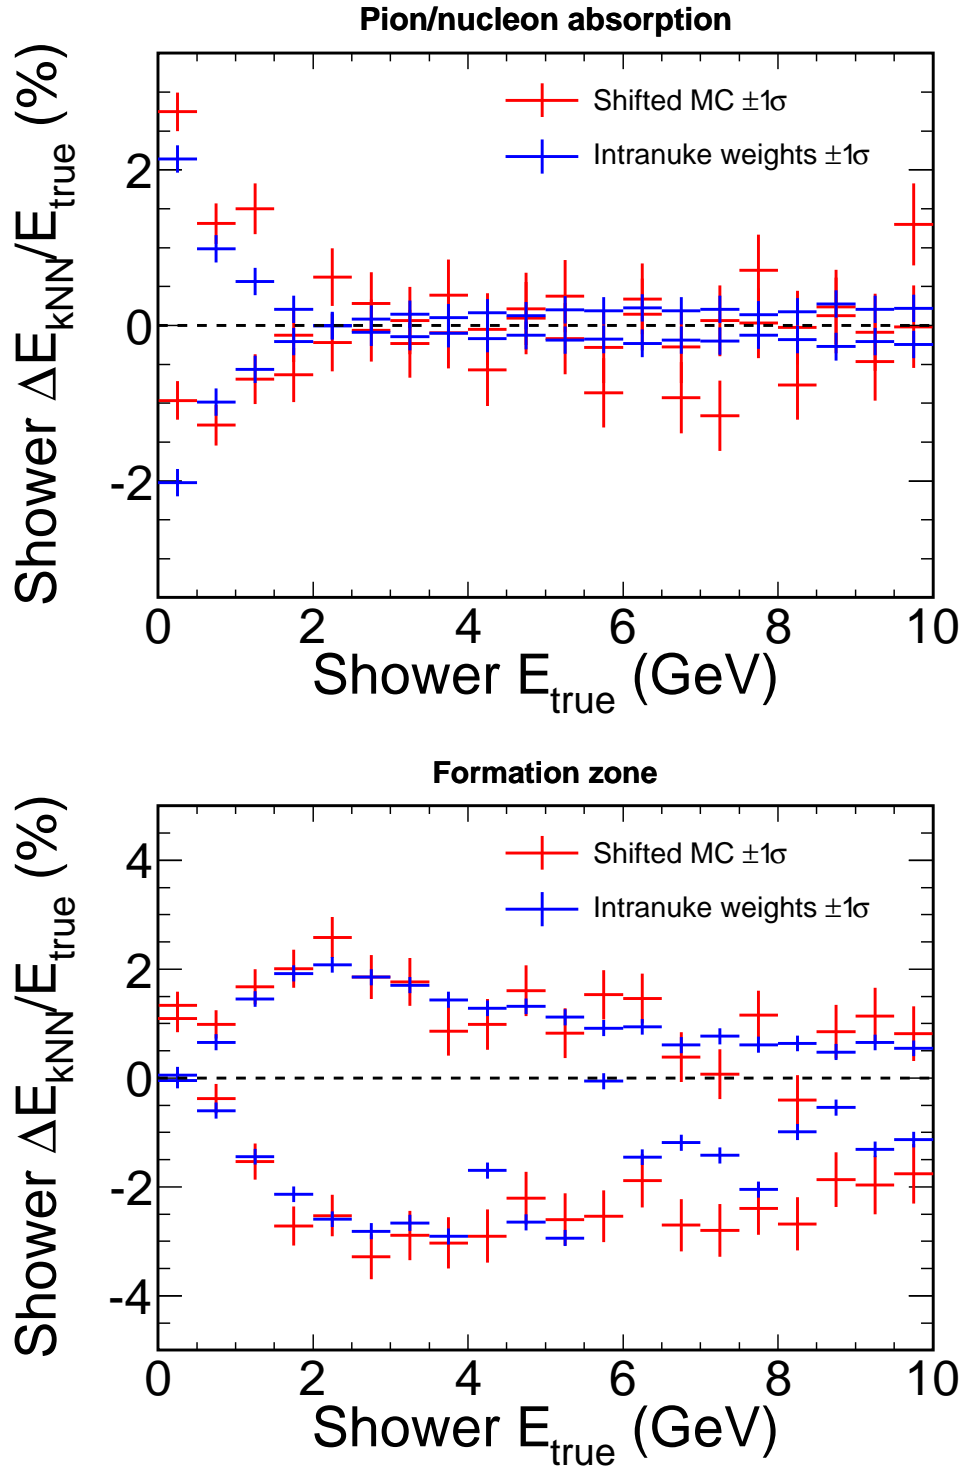 Pion/nucleon absorption
Shower ΔE_kNN/E_true (%)
Shifted MC ±1σ
Intranuke weights ±1σ
2
0
-2
0 2 4 6 8 10
Shower E_true (GeV)
Formation zone
Shower ΔE_kNN/E_true (%)
Shifted MC ±1σ
Intranuke weights ±1σ
4
2
0
-2
-4
0 2 4 6 8 10
Shower E_true (GeV)